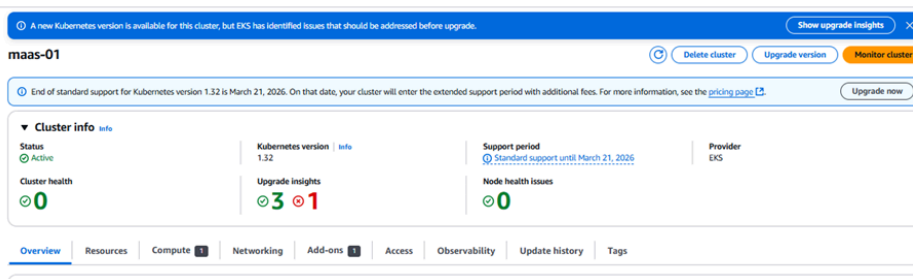 A new Kubernetes version is available for this cluster, but EKS has identified issues that should be addressed before upgrade.
Show upgrade insights
maas-01
Delete cluster
Upgrade version
Monitor cluster
End of standard support for Kubernetes version 1.32 is March 21, 2026. On that date, your cluster will enter the extended support period with additional fees. For more information, see the pricing page.
Upgrade now
Cluster info Info
Status
Active
Kubernetes version Info
1.32
Support period
Standard support until March 21, 2026
Provider
EKS
Cluster health
0
Upgrade insights
3 1
Node health issues
0
Overview Resources Compute 1 Networking Add-ons 1 Access Observability Update history Tags